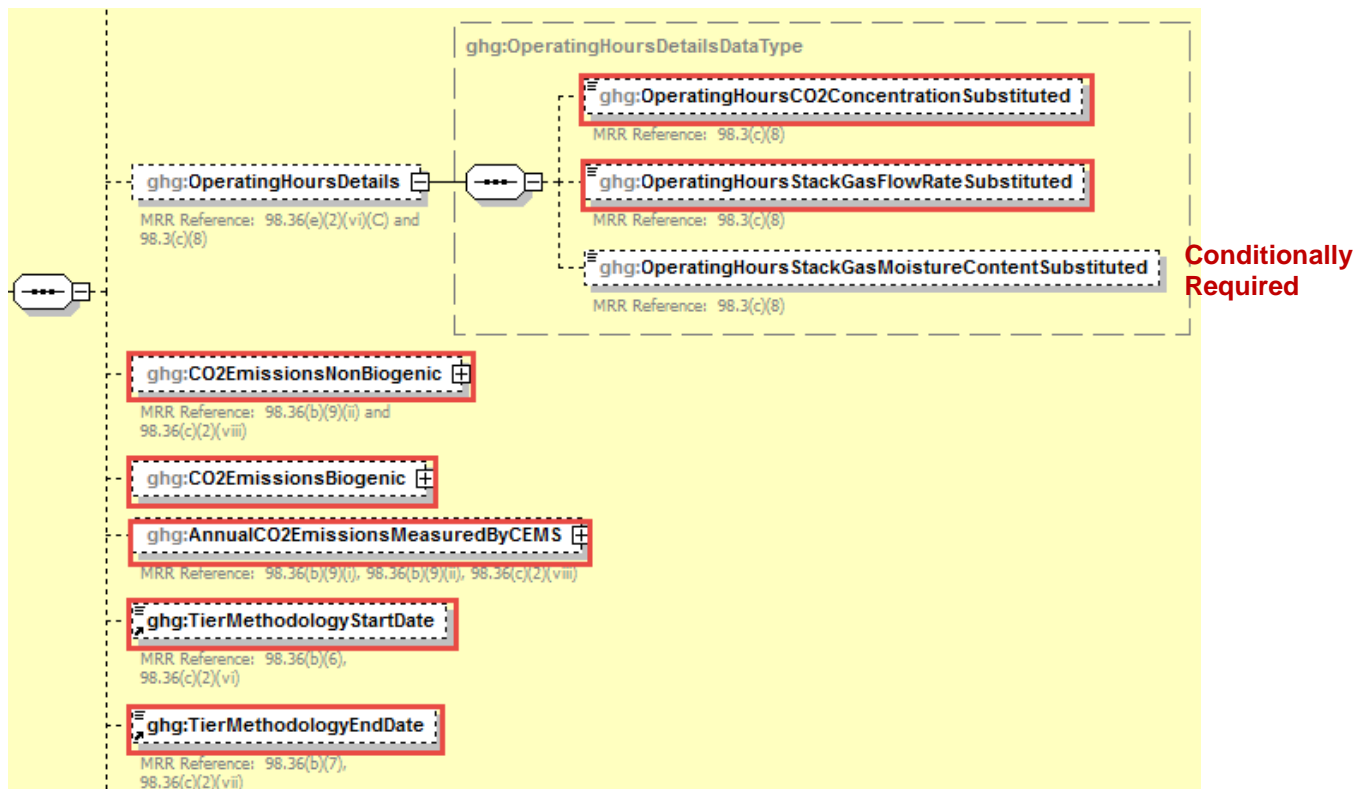 ghg:OperatingHoursDetailsDataType
ghg:OperatingHoursCO2ConcentrationSubstituted
MRR Reference: 98.3(c)(8)
ghg:OperatingHoursDetails
MRR Reference: 98.36(e)(2)(vi)(C) and
98.3(c)(8)
ghg:OperatingHoursStackGasFlowRateSubstituted
MRR Reference: 98.3(c)(8)
ghg:OperatingHoursStackGasMoistureContentSubstituted
MRR Reference: 98.3(c)(8)
Conditionally
Required
ghg:CO2EmissionsNonBiogenic
MRR Reference: 98.36(b)(9)(ii) and
98.36(c)(2)(viii)
ghg:CO2EmissionsBiogenic
ghg:AnnualCO2EmissionsMeasuredByCEMS
MRR Reference: 98.36(b)(9)(i), 98.36(b)(9)(ii), 98.36(c)(2)(viii)
ghg:TierMethodologyStartDate
MRR Reference: 98.36(b)(6),
98.36(c)(2)(vi)
ghg:TierMethodologyEndDate
MRR Reference: 98.36(b)(7),
98.36(c)(2)(vii)